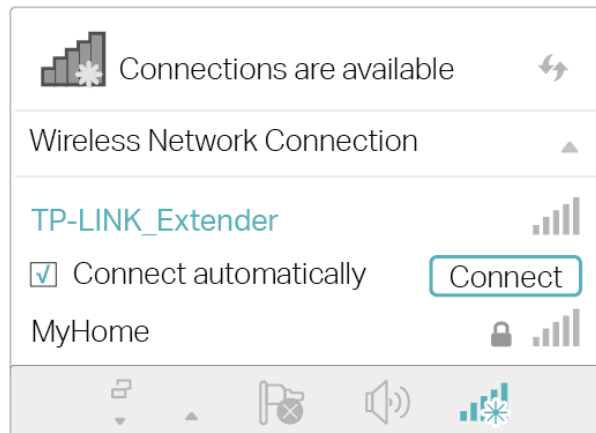 Connections are available
Wireless Network Connection
TP-LINK_Extender
Connect automatically
Connect
MyHome